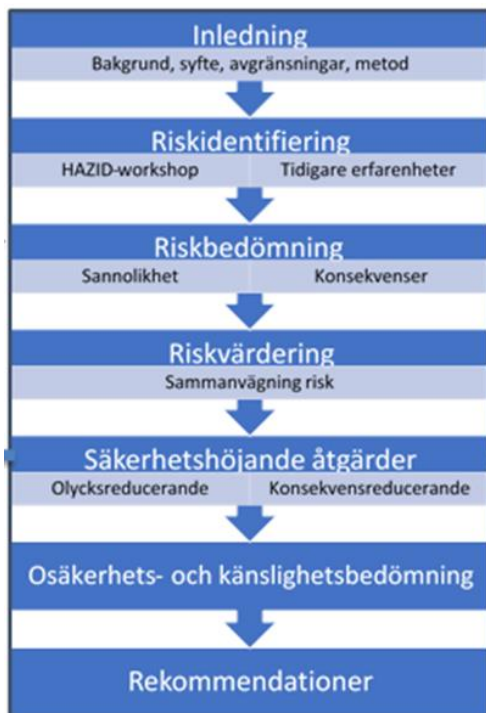 Inledning
Bakgrund, syfte, avgränsningar, metod
Riskidentifiering
HAZID-workshop Tidigare erfarenheter
Riskbedömning
Sannolikhet Konsekvenser
Riskvärdering
Sammanvägning risk
Säkerhetshöjande åtgärder
Olycksreducerande Konsekvensreducerande
Osäkerhets- och känslighetsbedömning
Rekommendationer